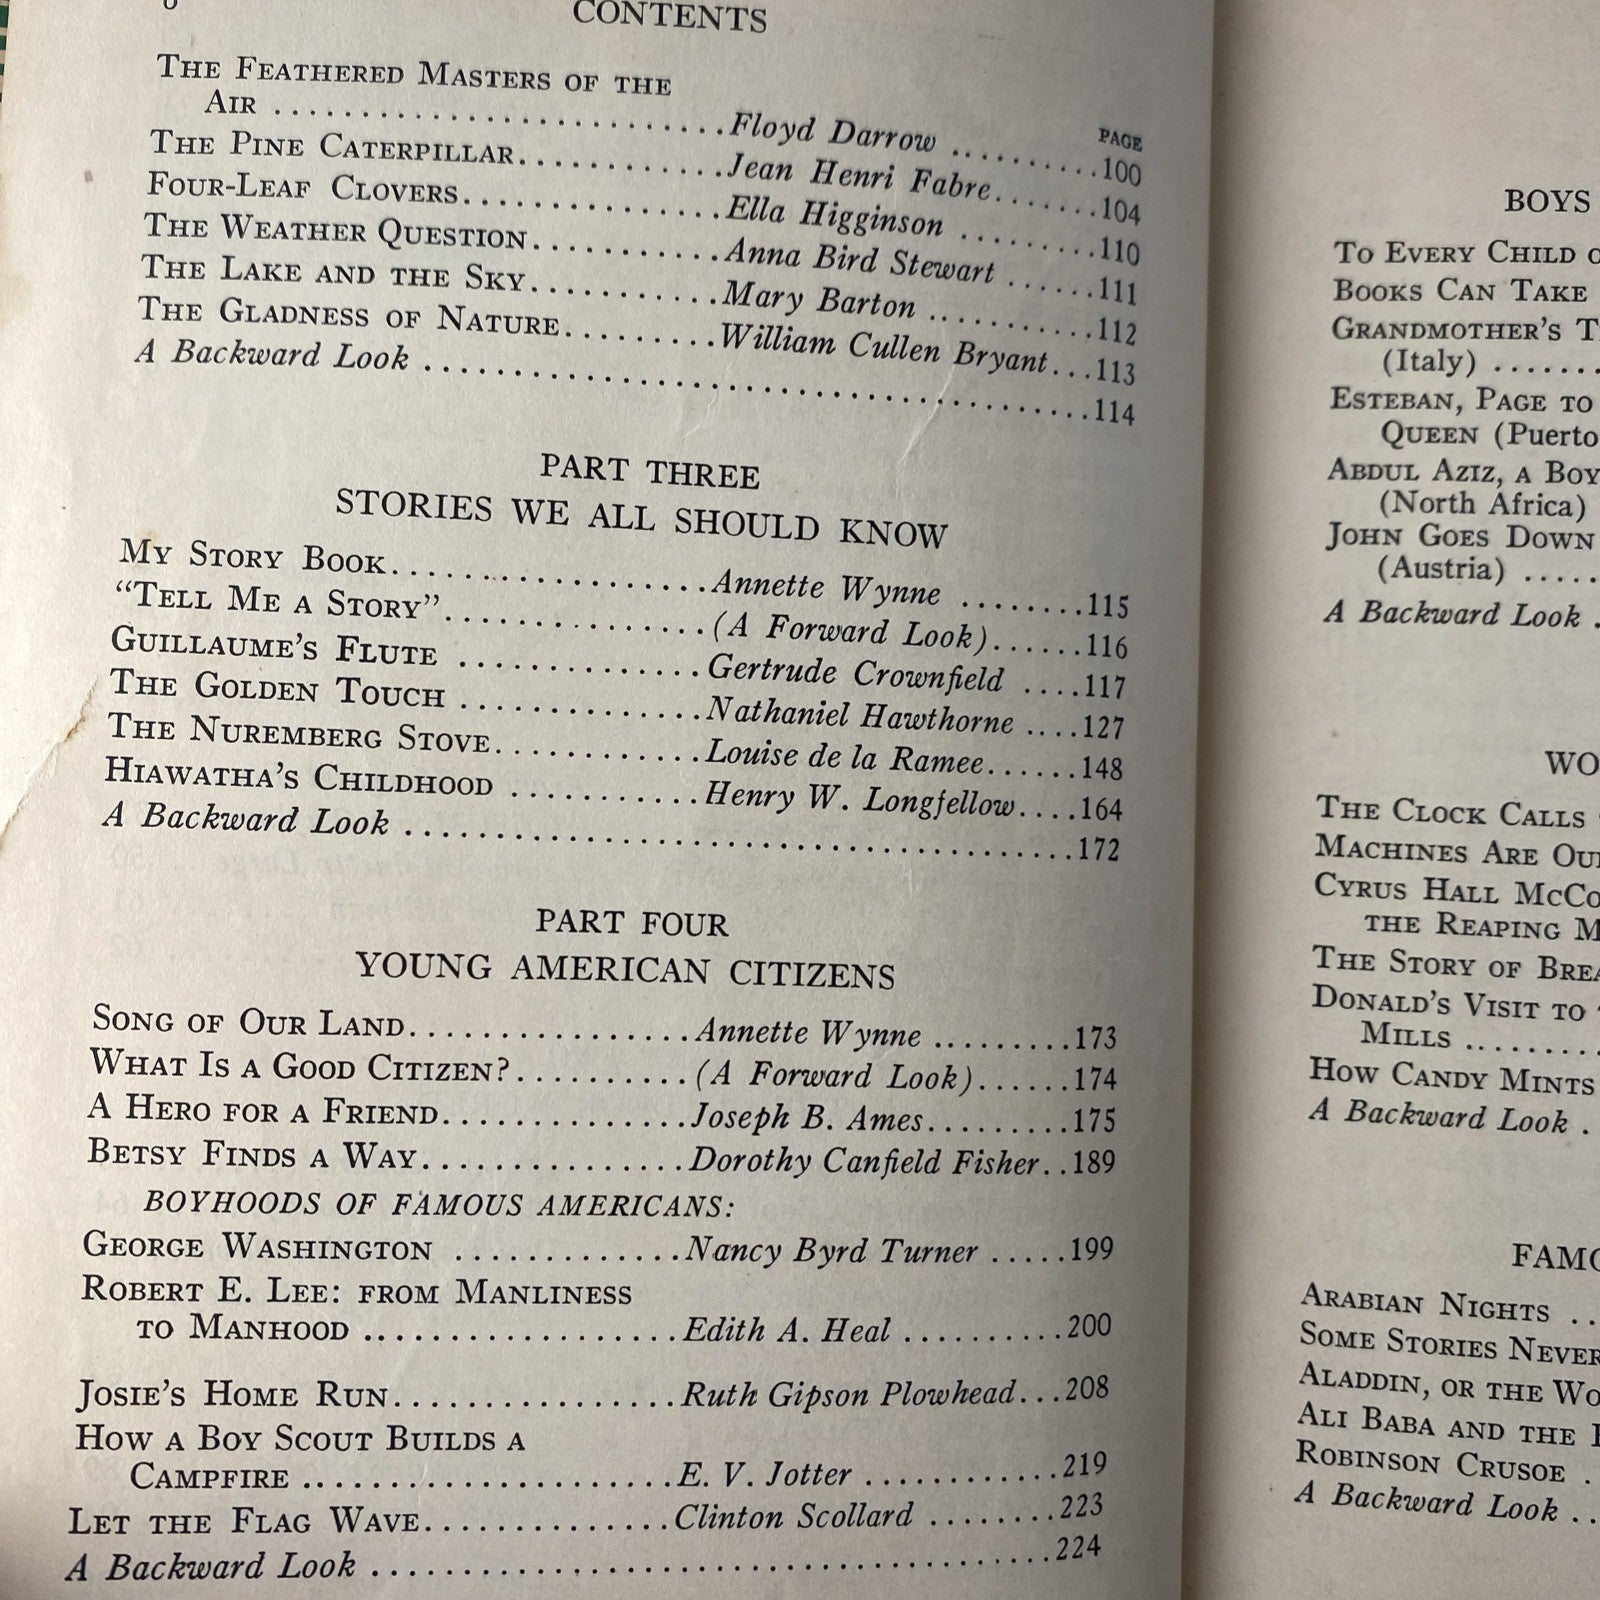 CONTENTS
PAGE
THE FEATHERED MASTERS OF THE
AIR ........................ Floyd Darrow ..........100
THE PINE CATERPILLAR............Jean Henri Fabre.......104
FOUR-LEAF CLOVERS...............Ella Higginson .........110
THE WEATHER QUESTION...........Anna Bird Stewart ......111
THE LAKE AND THE SKY...........Mary Barton ...........112
THE GLADNESS OF NATURE.........William Cullen Bryant...113
A Backward Look .....................................114
PART THREE
STORIES WE ALL SHOULD KNOW
MY STORY BOOK..................Annette Wynne ........115
“TELL ME A STORY”...............(A Forward Look)......116
GUILLAUME'S FLUTE ..............Gertrude Crownfield ....117
THE GOLDEN TOUCH ..............Nathaniel Hawthorne ....127
THE NUREMBERG STOVE............Louise de la Ramee......148
HIAWATHA'S CHILDHOOD ...........Henry W. Longfellow....164
A Backward Look .....................................172
PART FOUR
YOUNG AMERICAN CITIZENS
SONG OF OUR LAND................Annette Wynne .........173
WHAT IS A GOOD CITIZEN?..........(A Forward Look)......174
A HERO FOR A FRIEND..............Joseph B. Ames.........175
BETSY FINDS A WAY...............Dorothy Canfield Fisher..189
BOYHOODS OF FAMOUS AMERICANS:
GEORGE WASHINGTON .............Nancy Byrd Turner .....199
ROBERT E. LEE: FROM MANLINESS
TO MANHOOD ..................Edith A. Heal ..........200
JOSIE'S HOME RUN................Ruth Gipson Plowhead...208
HOW A BOY SCOUT BUILDS A
CAMPFIRE .....................E. V. Jotter ............219
LET THE FLAG WAVE..............Clinton Scollard ........223
A Backward Look ......................................224
BOYS
TO EVERY CHILD
BOOKS CAN TAKE
GRANDMOTHER'S
(Italy) .......
ESTEBAN, PAGE TO
QUEEN (Puerto
ABDUL AZIZ, A BOY
(North Africa)
JOHN GOES DOWN
(Austria) .....
A Backward Look .
THE CLOCK CALLS
MACHINES ARE
CYRUS HALL
THE REAPING
THE STORY OF
DONALD'S VISIT TO
MILLS .........
HOW CANDY MINTS
A Backward Look .
ARABIAN NIGHTS ..
SOME STORIES NEVER
ALADDIN, OR THE
ALI BABA AND THE
ROBINSON CRUSOE .
A Backward Look ..